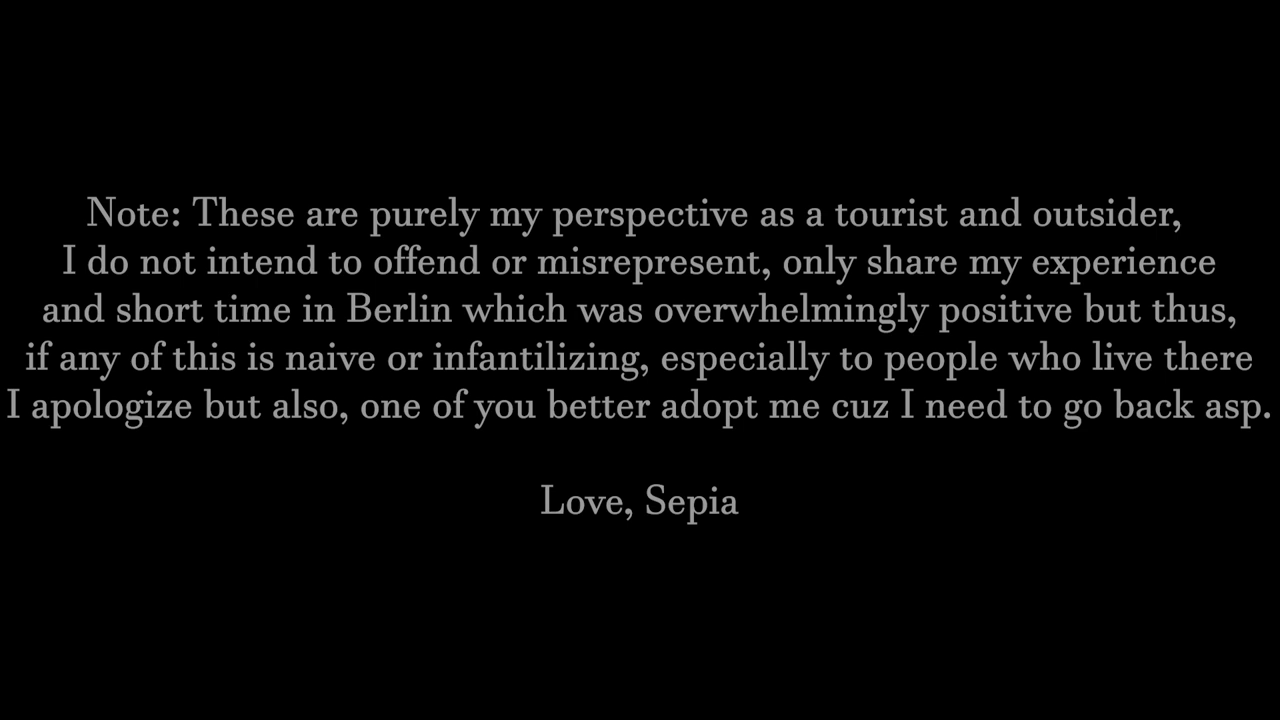 Note: These are purely my perspective as a tourist and outsider,
I do not intend to offend or misrepresent, only share my experience
and short time in Berlin which was overwhelmingly positive but thus,
if any of this is naive or infantilizing, especially to people who live there
I apologize but also, one of you better adopt me cuz I need to go back asp.
Love, Sepia